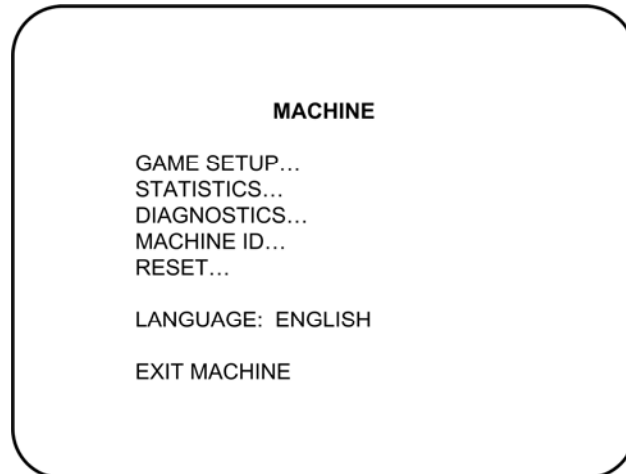 MACHINE
GAME SETUP…
STATISTICS…
DIAGNOSTICS…
MACHINE ID…
RESET…
LANGUAGE: ENGLISH
EXIT MACHINE